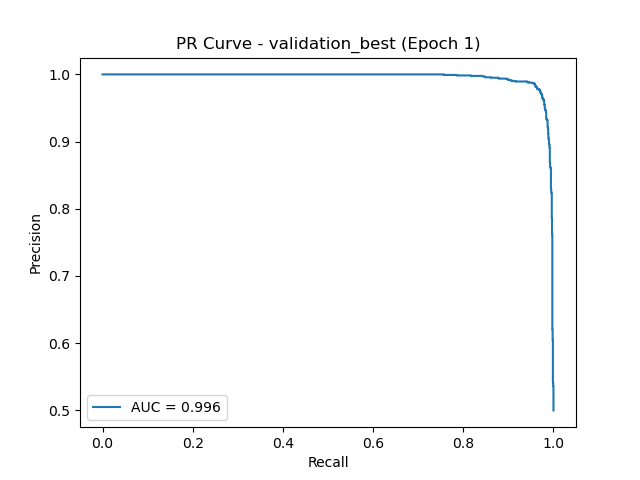 PR Curve - validation_best (Epoch 1)
1.0
0.9
0.8
0.7
0.6
0.5
Precision
AUC = 0.996
0.0 0.2 0.4 0.6 0.8 1.0
Recall